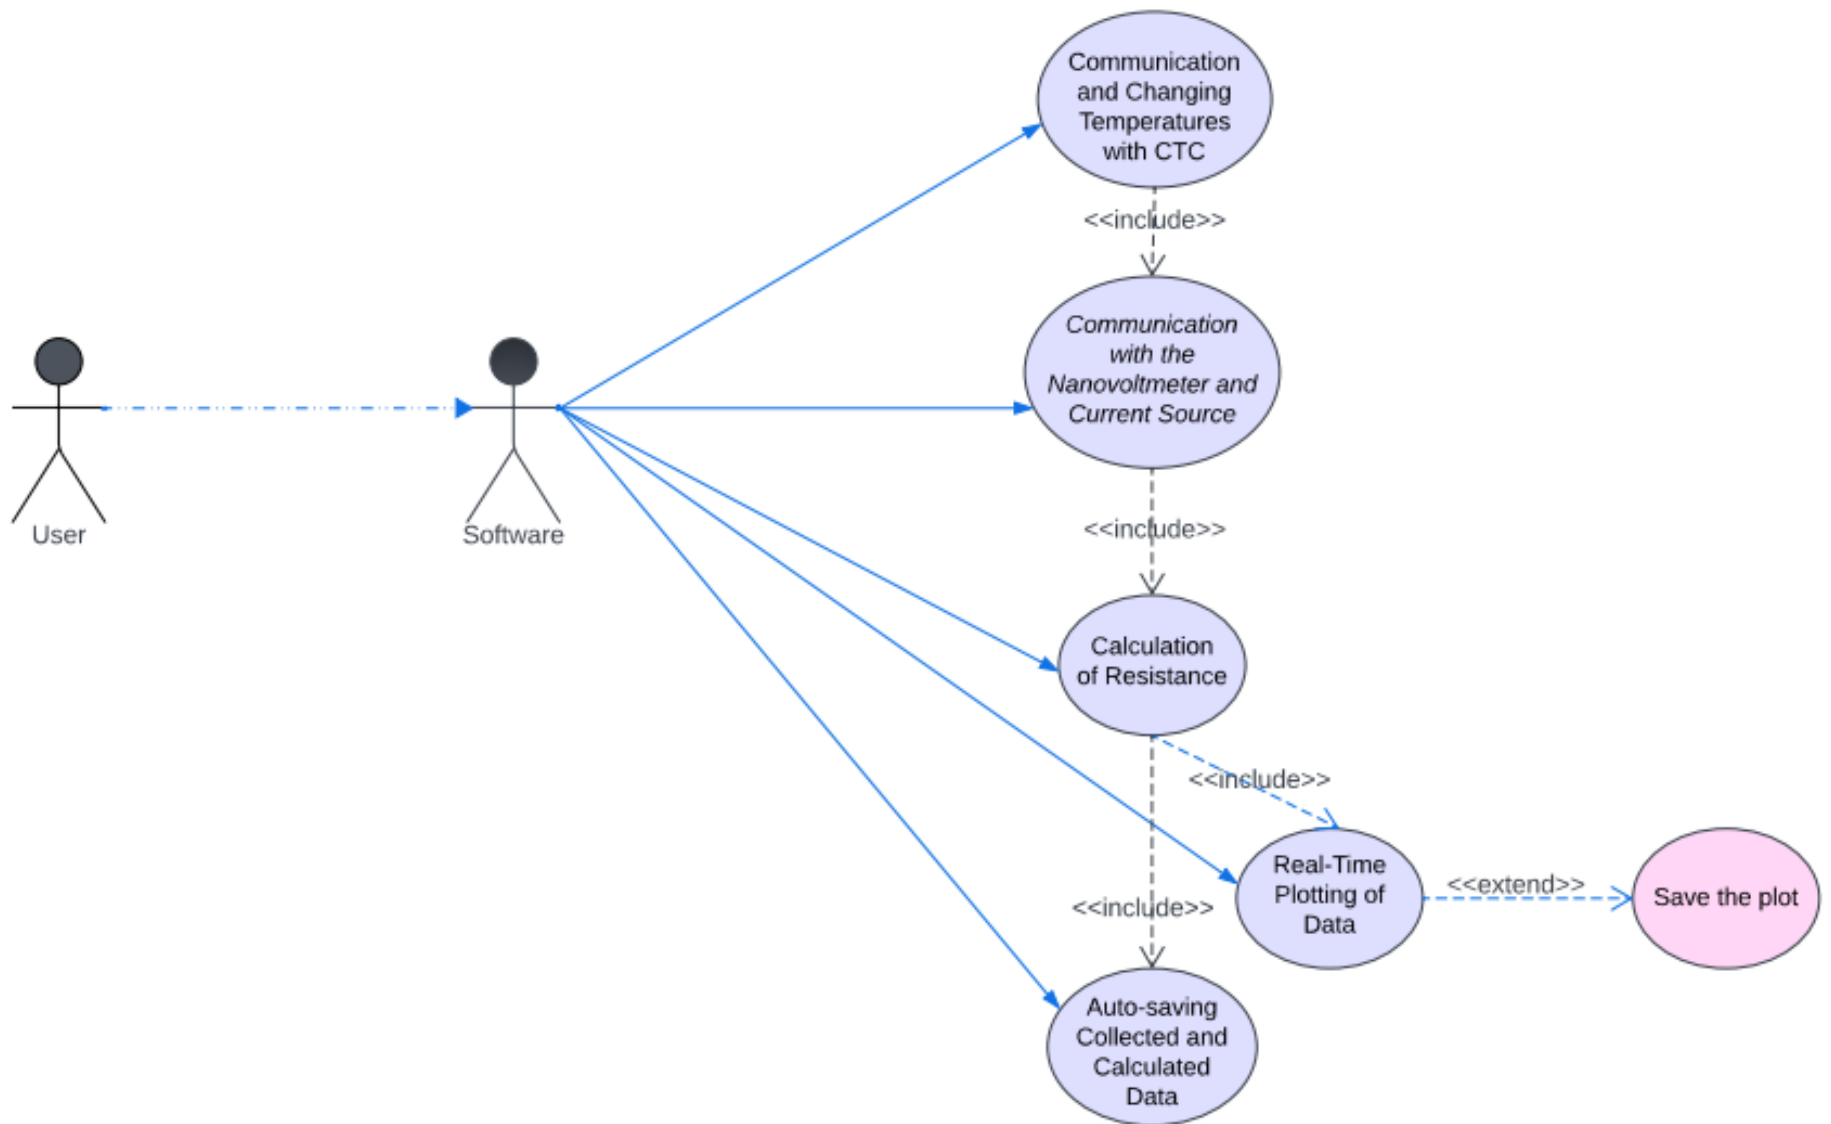 Communication
and Changing
Temperatures
with CTC
<<include>>
Communication
with the
Nanovoltmeter and
Current Source
User
Software
<<include>>
Calculation
of Resistance
<<include>>
Real-Time
Plotting of
Data
<<extend>>
Save the plot
<<include>>
Auto-saving
Collected and
Calculated
Data